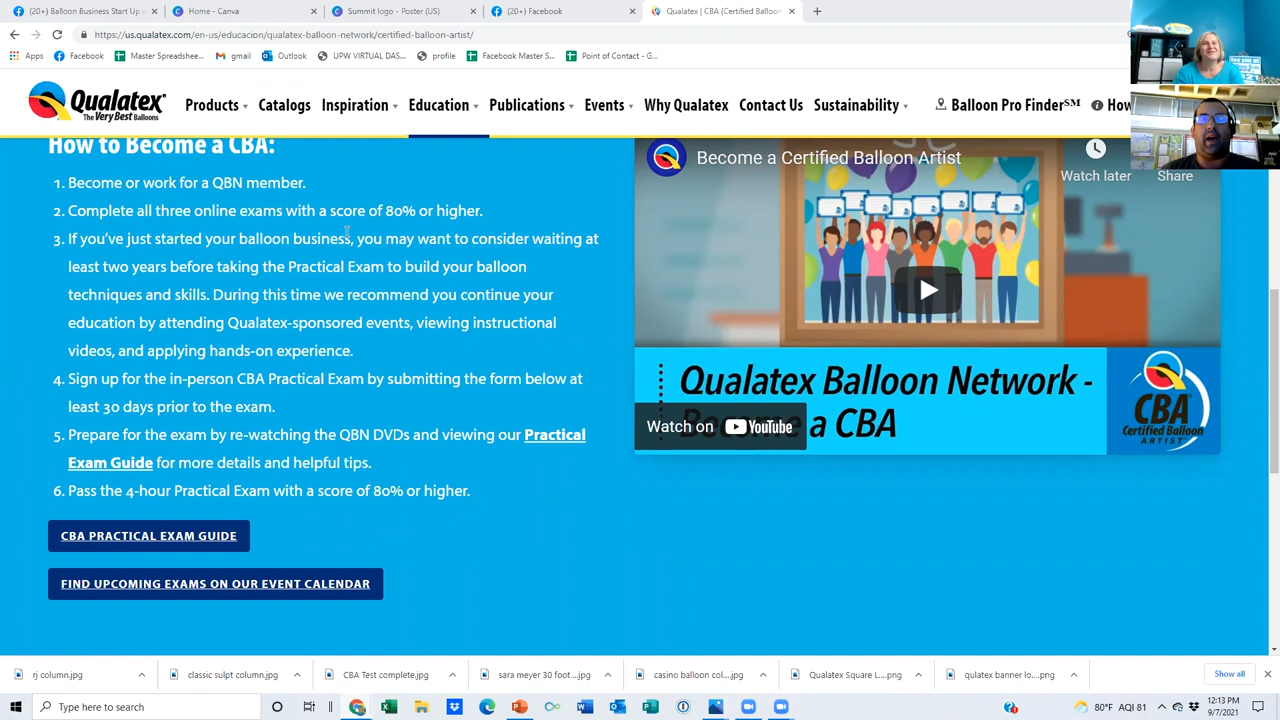 (20+) Balloon Business Start Up
Home - Canva
Summit logo - Poster (US)
(20+) Facebook
Qualatex | CBA (Certified Balloon
https://us.qualatex.com/en-us/educacion/qualatex-balloon-network/certified-balloon-artist/
Apps
Facebook
Master Spreadshee...
gmail
Outlook
UPW VIRTUAL DAS...
profile
Facebook Master S...
Point of Contact - G...
Qualatex
The Very Best Balloons
Products
Catalogs
Inspiration
Education
Publications
Events
Why Qualatex
Contact Us
Sustainability
Balloon Pro Finder℠
How
How to Become a CBA:
1. Become or work for a QBN member.
2. Complete all three online exams with a score of 80% or higher.
3. If you've just started your balloon business, you may want to consider waiting at
least two years before taking the Practical Exam to build your balloon
techniques and skills. During this time we recommend you continue your
education by attending Qualatex-sponsored events, viewing instructional
videos, and applying hands-on experience.
4. Sign up for the in-person CBA Practical Exam by submitting the form below at
least 30 days prior to the exam.
5. Prepare for the exam by re-watching the QBN DVDs and viewing our Practical
Exam Guide for more details and helpful tips.
6. Pass the 4-hour Practical Exam with a score of 80% or higher.
CBA PRACTICAL EXAM GUIDE
FIND UPCOMING EXAMS ON OUR EVENT CALENDAR
Become a Certified Balloon Artist
Watch later
Share
Qualatex Balloon Network -
Become a CBA
Watch on YouTube
CBA
Certified Balloon
ARTIST
rj column.jpg
classic sulpt column.jpg
CBA Test complete.jpg
sara meyer 30 foot....jpg
casino balloon col....jpg
Qualatex Square L....png
qulatex banner lo....png
Show all
Type here to search
80°F AQI 81
12:13 PM
9/7/2021